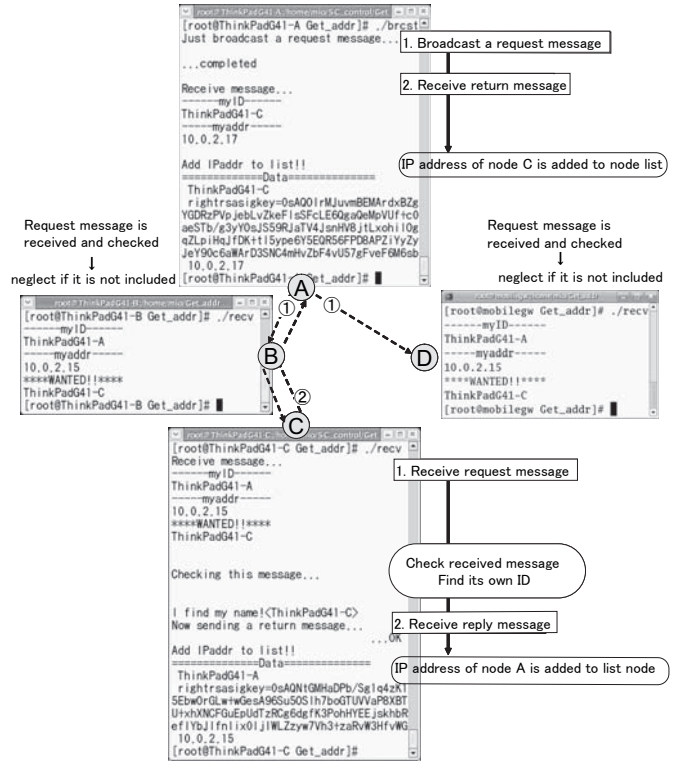 [root@ThinkPadG41-A Get_addr]# ./brcst
Just broadcast a request message...
...completed
Receive message...
------myID------
ThinkPadG41-C
-----myaddr------
10.0.2.17
Add IPaddr to list!!
==============Data==============
ThinkPadG41-C
10.0.2.17
[root@ThinkPadG41-A Get_addr]#
1. Broadcast a request message
2. Receive return message
IP address of node C is added to node list
Request message is
received and checked
↓
neglect if it is not included
Request message is
received and checked
↓
neglect if it is not included
A
①
①
B
D
②
C
[root@ThinkPadG41-B Get_addr]# ./recv
------myID------
ThinkPadG41-A
-----myaddr------
10.0.2.15
****WANTED!!****
ThinkPadG41-C
[root@ThinkPadG41-B Get_addr]#
[root@mobilegw Get_addr]# ./recv
------myID------
ThinkPadG41-A
-----myaddr------
10.0.2.15
****WANTED!!****
ThinkPadG41-C
[root@mobilegw Get_addr]#
[root@ThinkPadG41-C Get_addr]# ./recv
Receive message...
------myID------
ThinkPadG41-A
-----myaddr------
10.0.2.15
****WANTED!!****
ThinkPadG41-C
Checking this message...
I find my name!<ThinkPadG41-C>
Now sending a return message...
...OK
Add IPaddr to list!!
==============Data==============
ThinkPadG41-A
10.0.2.15
[root@ThinkPadG41-C Get_addr]#
1. Receive request message
Check received message
Find its own ID
2. Receive reply message
IP address of node A is added to list node